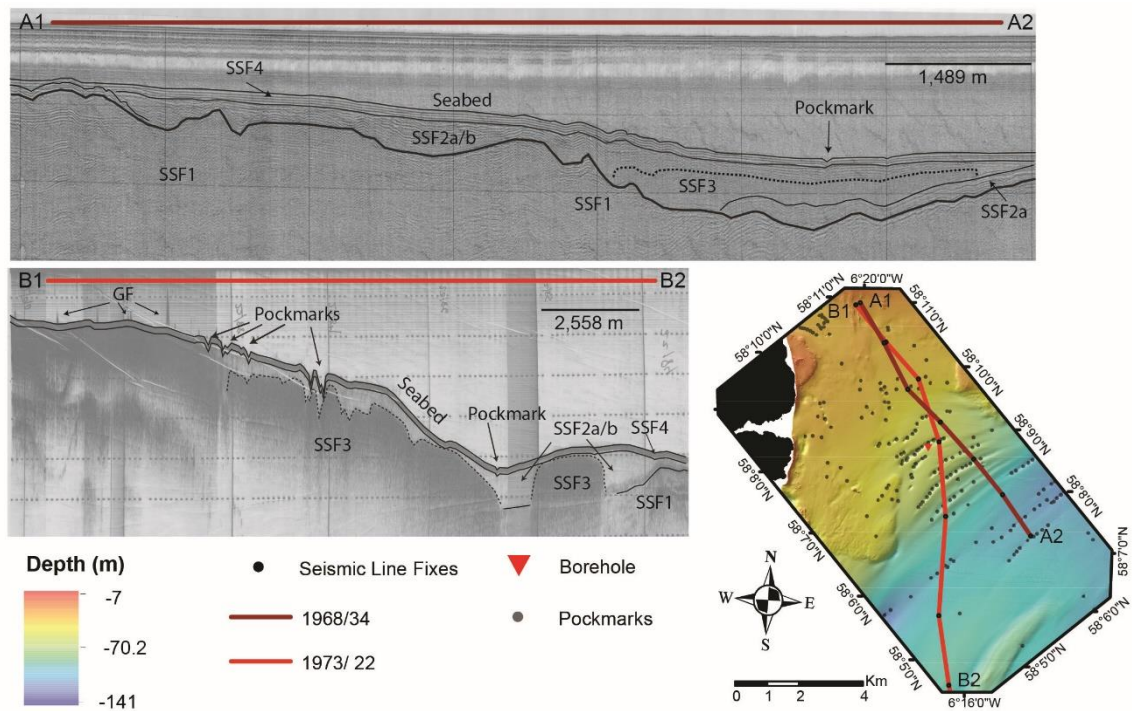 A1
A2
SSF4
1,489 m
Seabed
Pockmark
SSF2a/b
SSF1
SSF3
SSF1
SSF2a
B1
B2
GF
Pockmarks
2,558 m
Seabed
Pockmark
SSF2a/b
SSF4
SSF3
SSF3
SSF1
6°20'0"W
58°11'0"N
B1 A1
58°11'0"N
58°10'0"N
58°10'0"N
58°9'0"N
58°8'0"N
58°8'0"N
58°7'0"N
A2
58°7'0"N
58°6'0"N
58°6'0"N
58°5'0"N
58°5'0"N
B2
6°16'0"W
N
W E
S
Km
0 1 2 4
Depth (m)
-7
-70.2
-141
Seismic Line Fixes
1968/34
1973/ 22
Borehole
Pockmarks